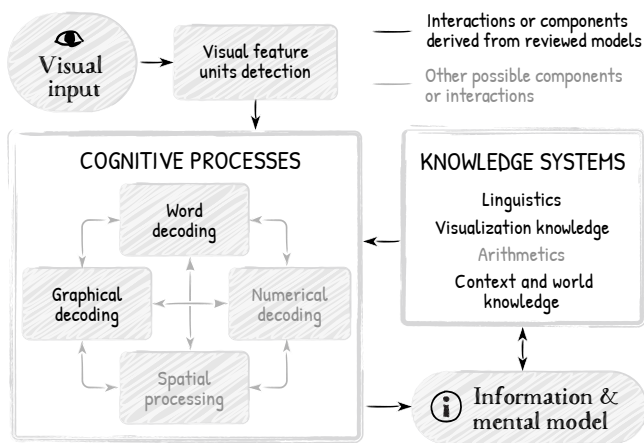 Visual
input
Visual feature
units detection
Interactions or components
derived from reviewed models
Other possible components
or interactions
COGNITIVE PROCESSES
Word
decoding
Graphical
decoding
Numerical
decoding
Spatial
processing
KNOWLEDGE SYSTEMS
Linguistics
Visualization knowledge
Arithmetics
Context and world
knowledge
Information &
mental model